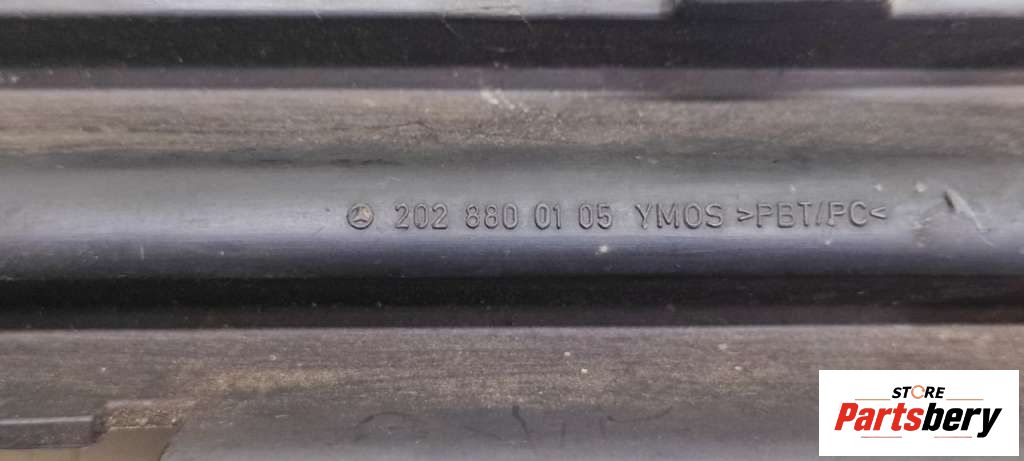 202 880 01 05 YMOS >PBT/PC<
STORE
Partsbery